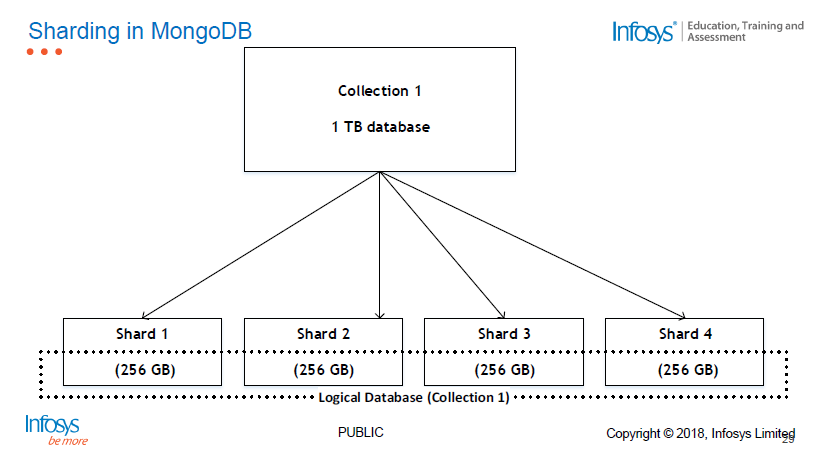 Sharding in MongoDB
Infosys® | Education, Training and
Assessment
Collection 1
1 TB database
Shard 1
Shard 2
Shard 3
Shard 4
(256 GB)
(256 GB)
(256 GB)
(256 GB)
Logical Database (Collection 1)
Infosys
be more
PUBLIC
Copyright © 2018, Infosys Limited
29